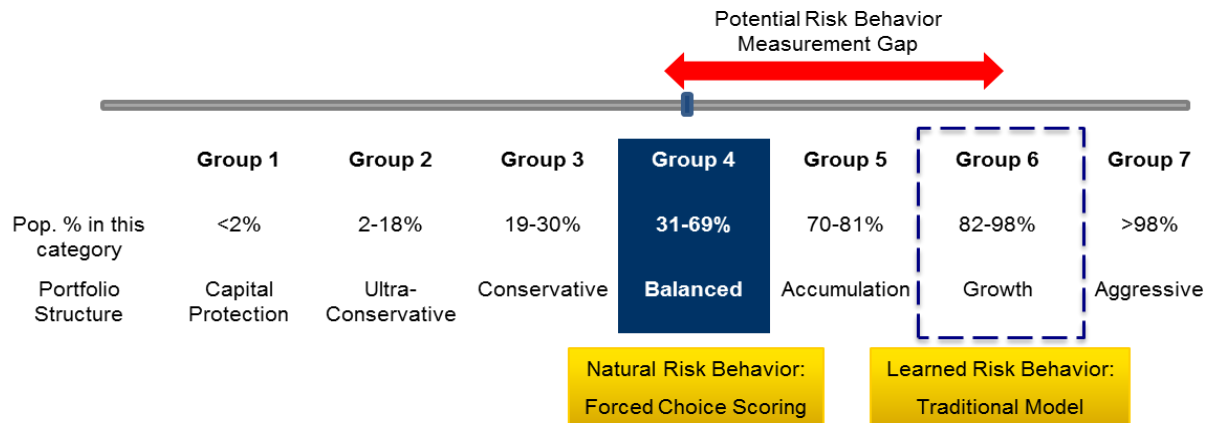 Potential Risk Behavior
Measurement Gap
Group 1 Group 2 Group 3 Group 4 Group 5 Group 6 Group 7
Pop. % in this
category
<2% 2-18% 19-30% 31-69% 70-81% 82-98% >98%
Portfolio
Structure
Capital
Protection
Ultra-
Conservative
Conservative
Balanced
Accumulation
Growth
Aggressive
Natural Risk Behavior:
Forced Choice Scoring
Learned Risk Behavior:
Traditional Model